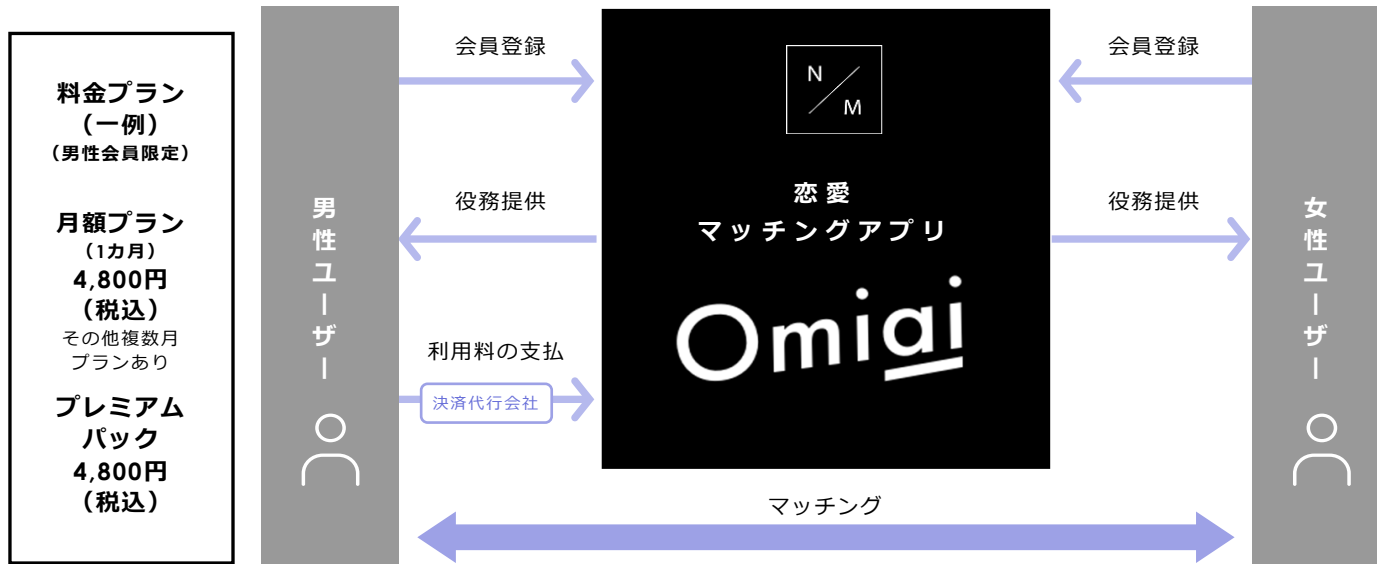 料金プラン
（一例）
（男性会員限定）
月額プラン
（1カ月）
4,800円
（税込）
その他複数月
プランあり
プレミアム
パック
4,800円
（税込）
男性ユーザー
会員登録
役務提供
利用料の支払
決済代行会社
N
M
恋愛
マッチングアプリ
Omiai
会員登録
役務提供
女性ユーザー
マッチング